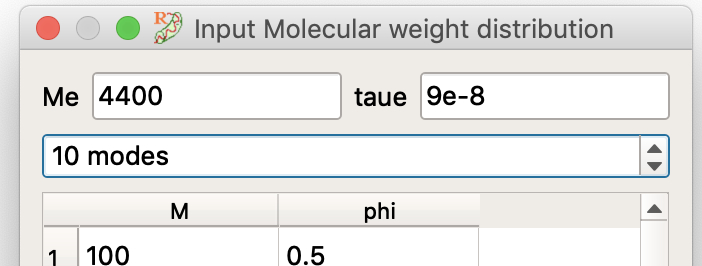 R Input Molecular weight distribution
Me 4400 taue 9e-8
10 modes
M phi
1 100 0.5